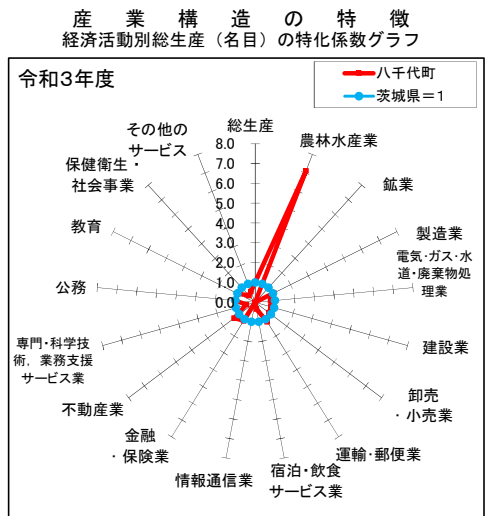 産業構造の特徴
経済活動別総生産（名目）の特化係数グラフ
令和3年度
八千代町
茨城県＝1
総生産
農林水産業
鉱業
製造業
電気・ガス・水
道・廃棄物処
理業
建設業
卸売
・小売業
運輸・郵便業
宿泊・飲食
サービス業
情報通信業
金融
・保険業
不動産業
専門・科学技
術，業務支援
サービス業
公務
教育
保健衛生・
社会事業
その他の
サービス
8.0
7.0
6.0
5.0
4.0
3.0
2.0
1.0
0.0